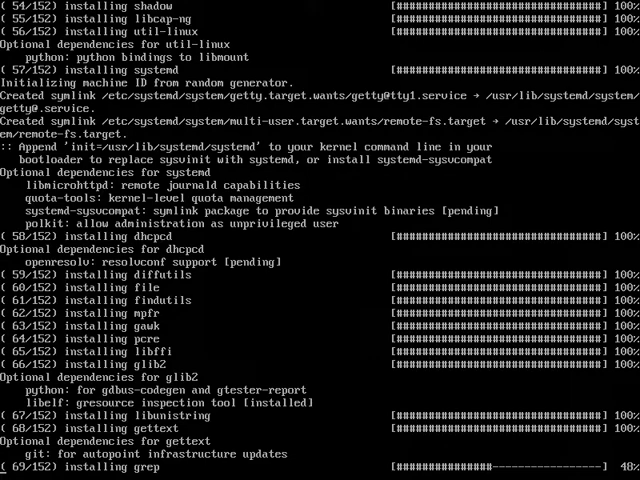 ( 54/152) installing shadow [######################] 100%
( 55/152) installing libcap-ng [######################] 100%
( 56/152) installing util-linux [######################] 100%
Optional dependencies for util-linux
python: python bindings to libmount
( 57/152) installing systemd [######################] 100%
Initializing machine ID from random generator.
Created symlink /etc/systemd/system/getty.target.wants/getty@tty1.service → /usr/lib/systemd/system/
getty@.service.
Created symlink /etc/systemd/system/multi-user.target.wants/remote-fs.target → /usr/lib/systemd/syst
em/remote-fs.target.
:: Append 'init=/usr/lib/systemd/systemd' to your kernel command line in your
bootloader to replace sysvinit with systemd, or install systemd-sysvcompat
Optional dependencies for systemd
libmicrohttpd: remote journald capabilities
quota-tools: kernel-level quota management
systemd-sysvcompat: symlink package to provide sysvinit binaries [pending]
polkit: allow administration as unprivileged user
( 58/152) installing dhcpcd [######################] 100%
Optional dependencies for dhcpcd
openresolv: resolvconf support [pending]
( 59/152) installing diffutils [######################] 100%
( 60/152) installing file [######################] 100%
( 61/152) installing findutils [######################] 100%
( 62/152) installing mpfr [######################] 100%
( 63/152) installing gawk [######################] 100%
( 64/152) installing pcre [######################] 100%
( 65/152) installing libffi [######################] 100%
( 66/152) installing glib2 [######################] 100%
Optional dependencies for glib2
python: for gdbus-codegen and gtester-report
libelf: gresource inspection tool [installed]
( 67/152) installing libunistring [######################] 100%
( 68/152) installing gettext [######################] 100%
Optional dependencies for gettext
git: for autopoint infrastructure updates
( 69/152) installing grep [###############-----------------] 48%